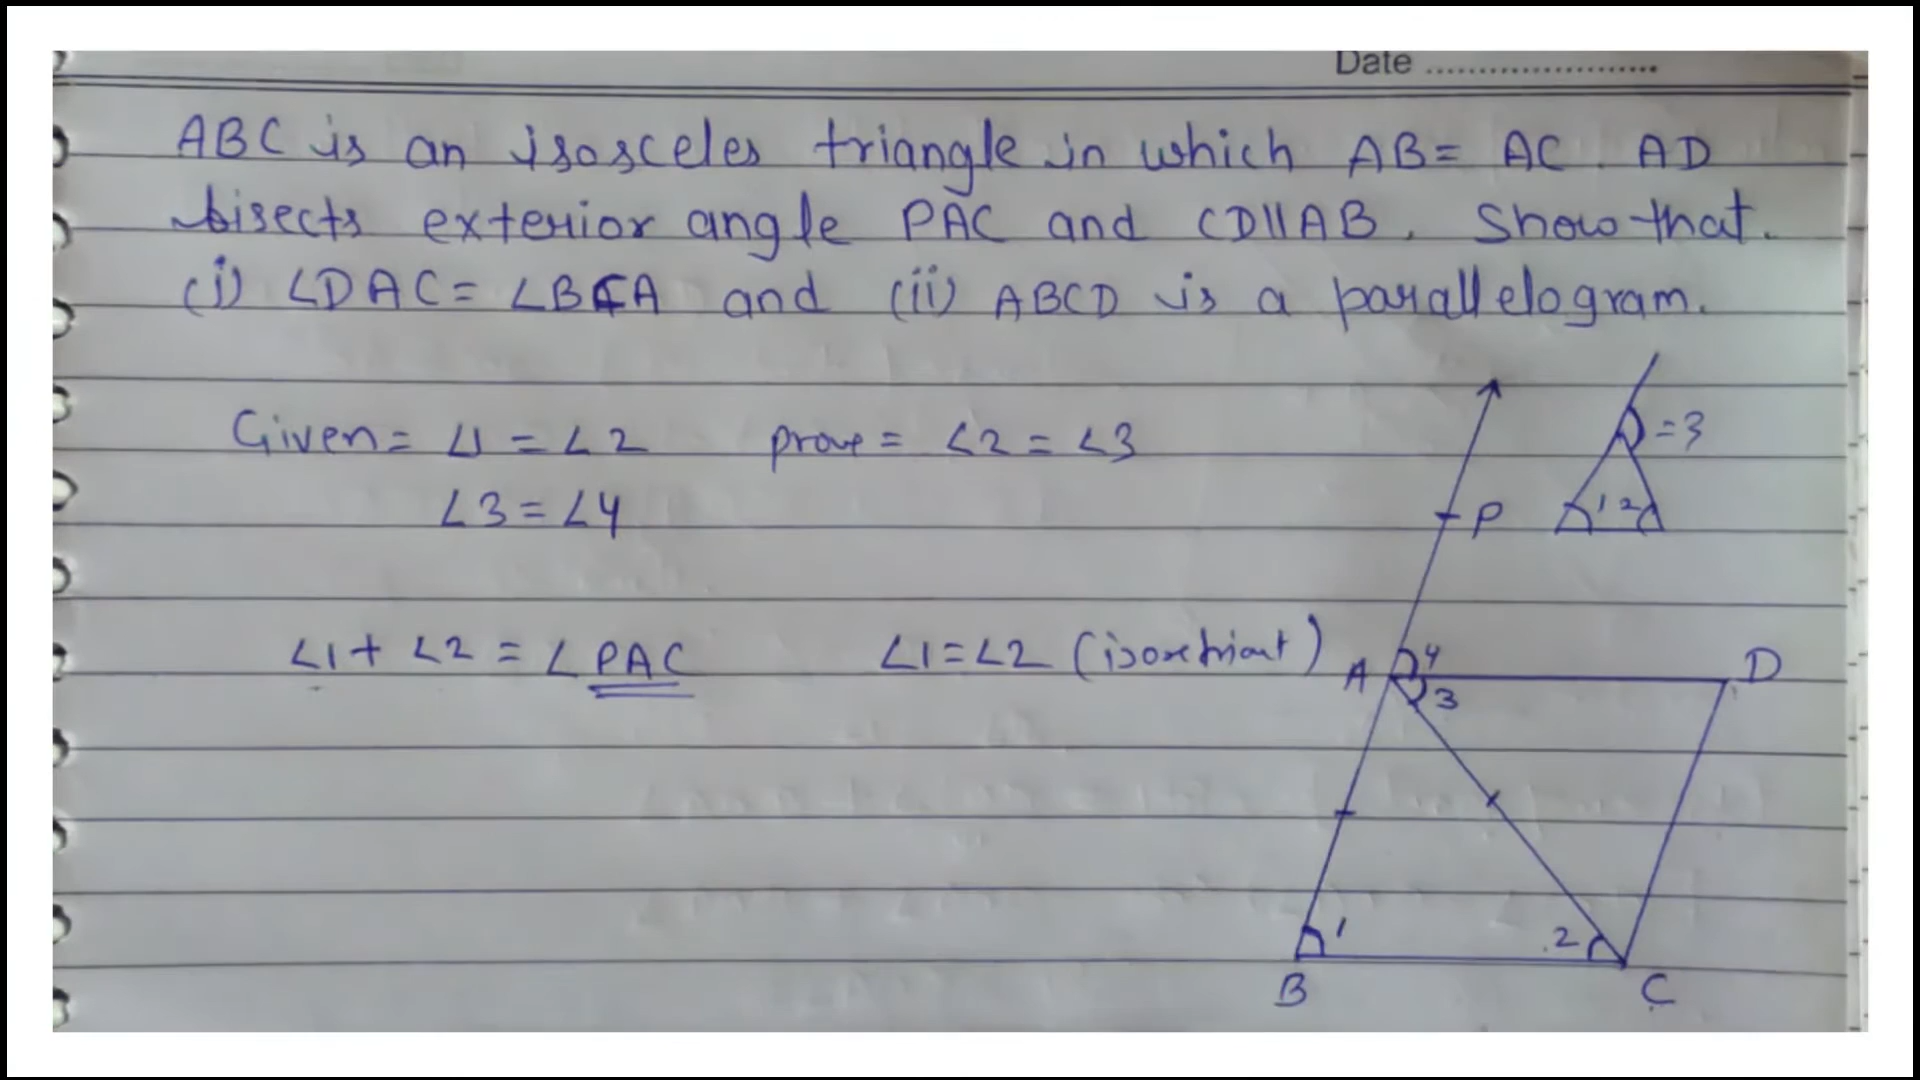 Date ......................
ABC is an isosceles triangle in which AB = AC. AD
bisects exterior angle PAC and CD||AB. Show that.
(i) ∠DAC = ∠BCA and (ii) ABCD is a parallelogram.
Given = ∠1 = ∠2 prove = ∠2 = ∠3
∠3 = ∠4
=3
1 2
P
∠1 + ∠2 = ∠PAC ∠1 = ∠2
A 4 D
3
1 2
B C